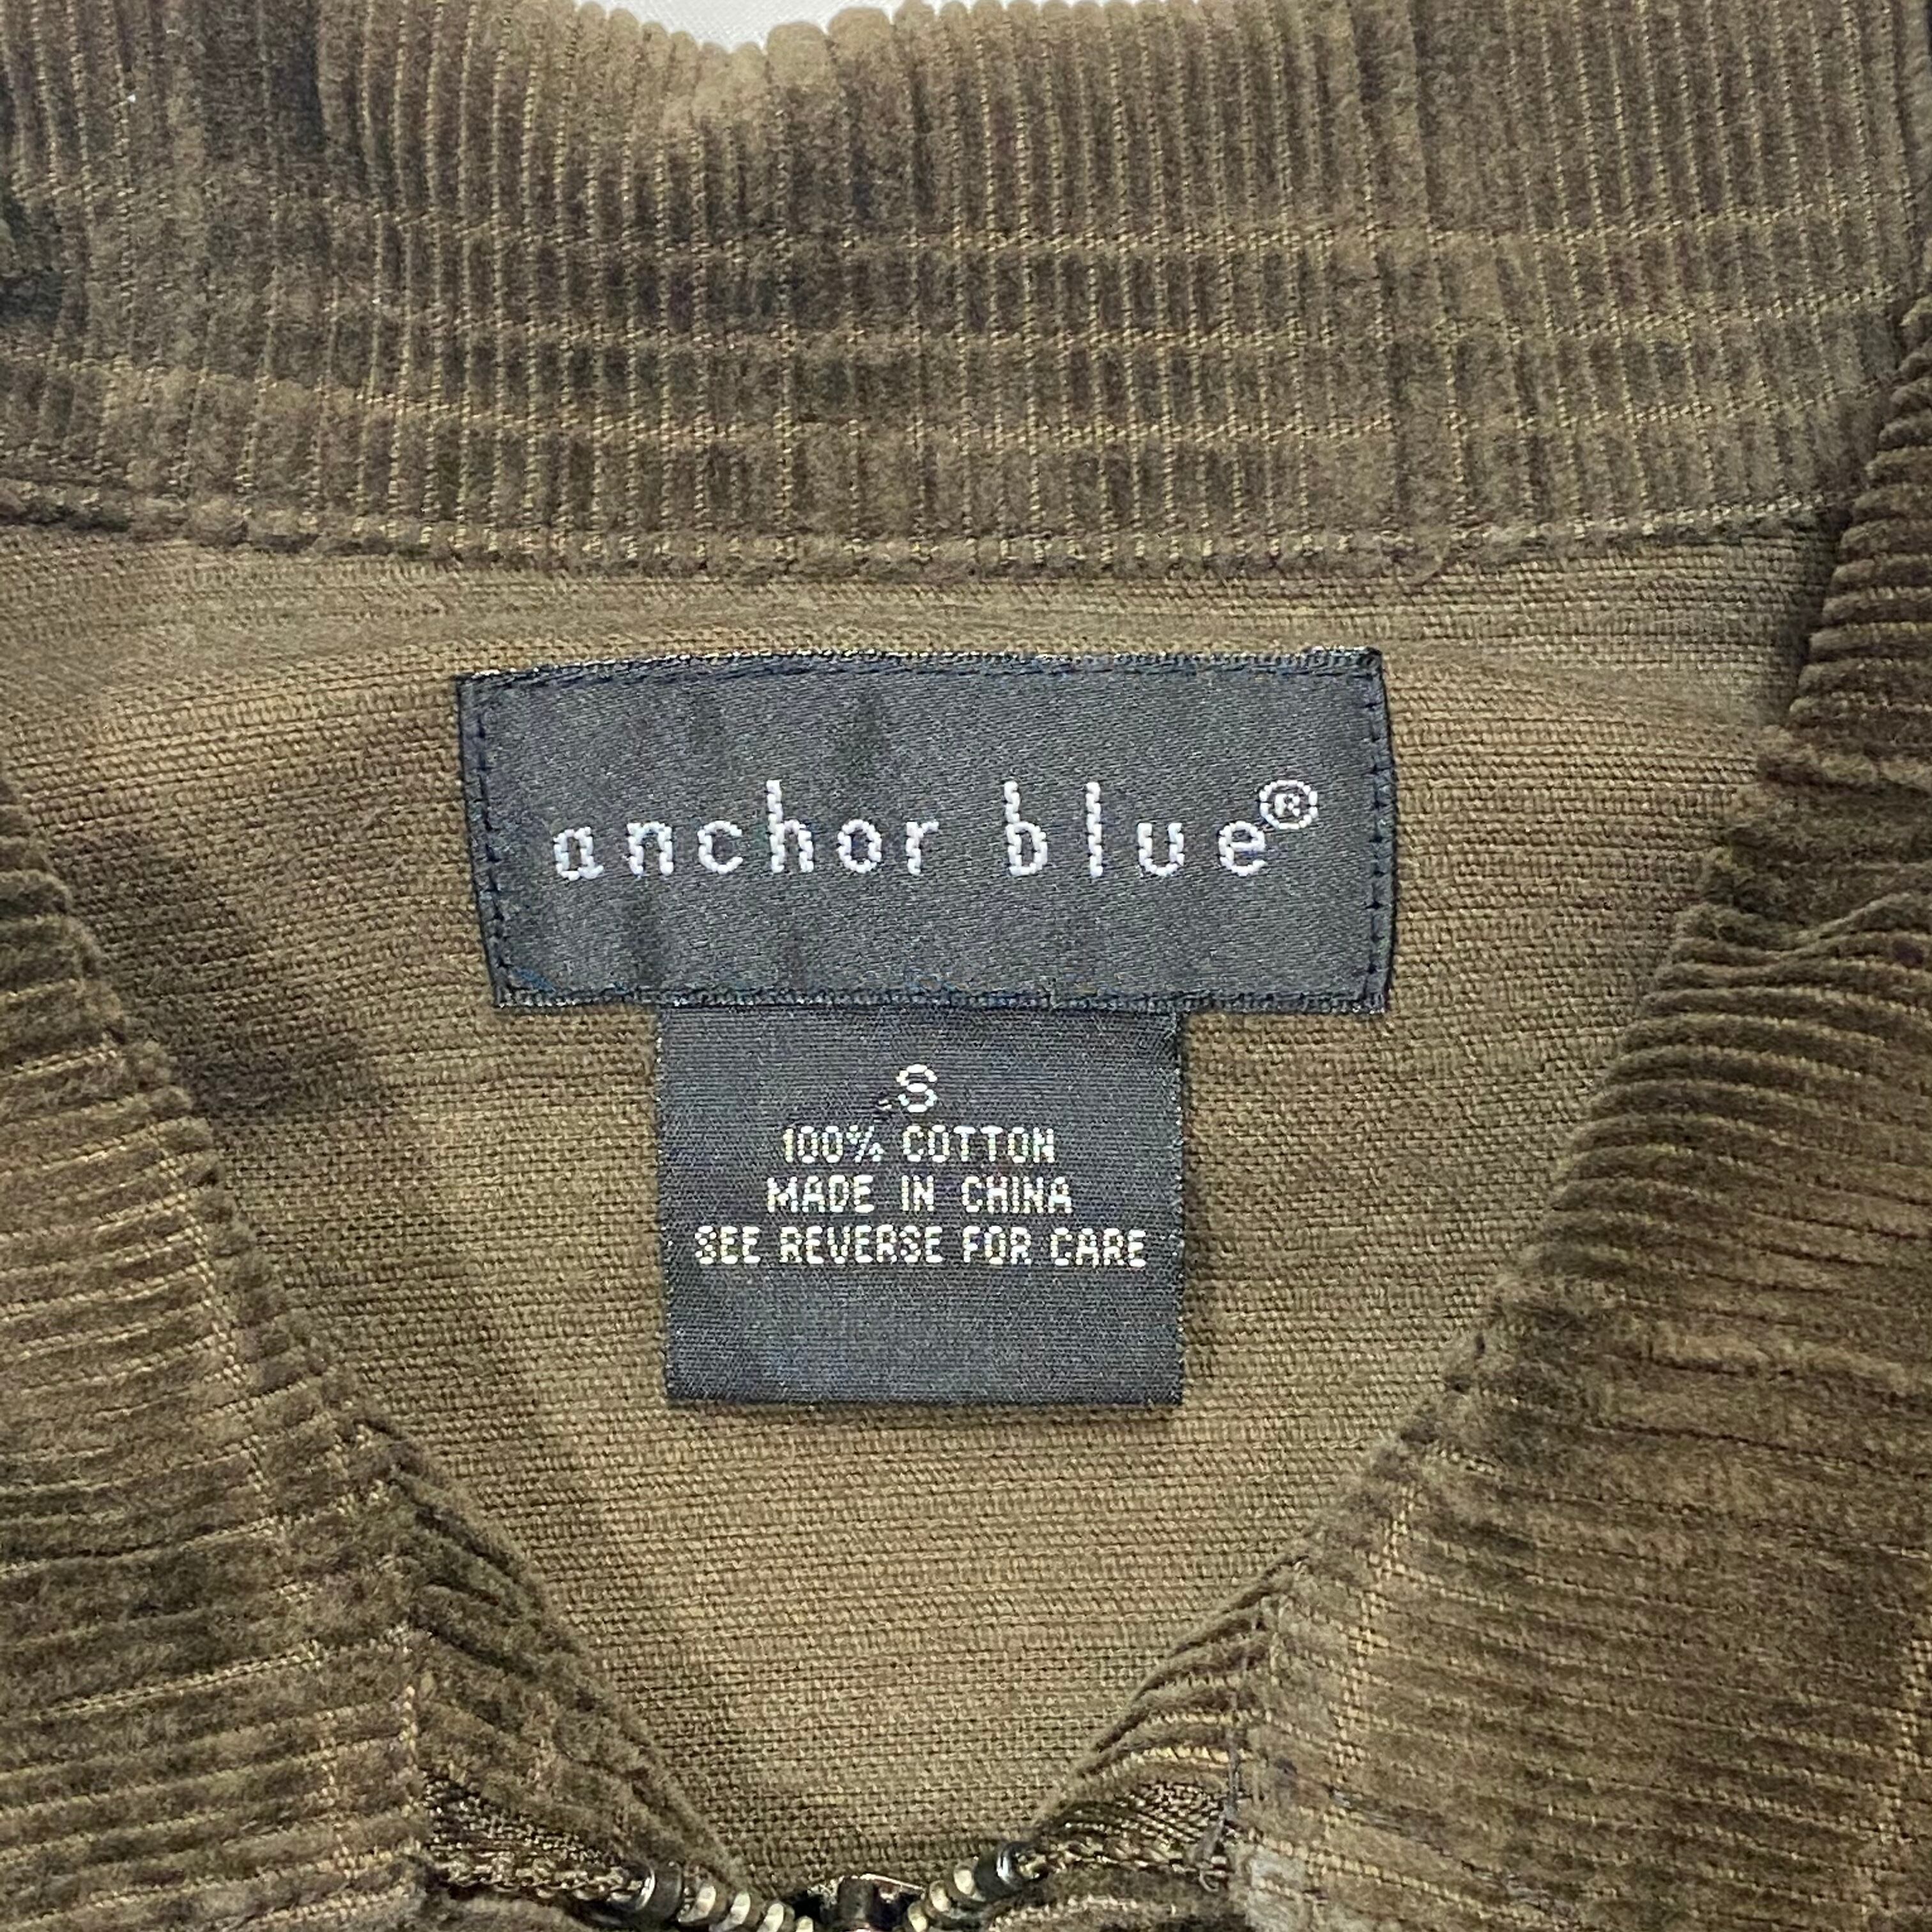 anchor blue®
S
100% COTTON
MADE IN CHINA
SEE REVERSE FOR CARE